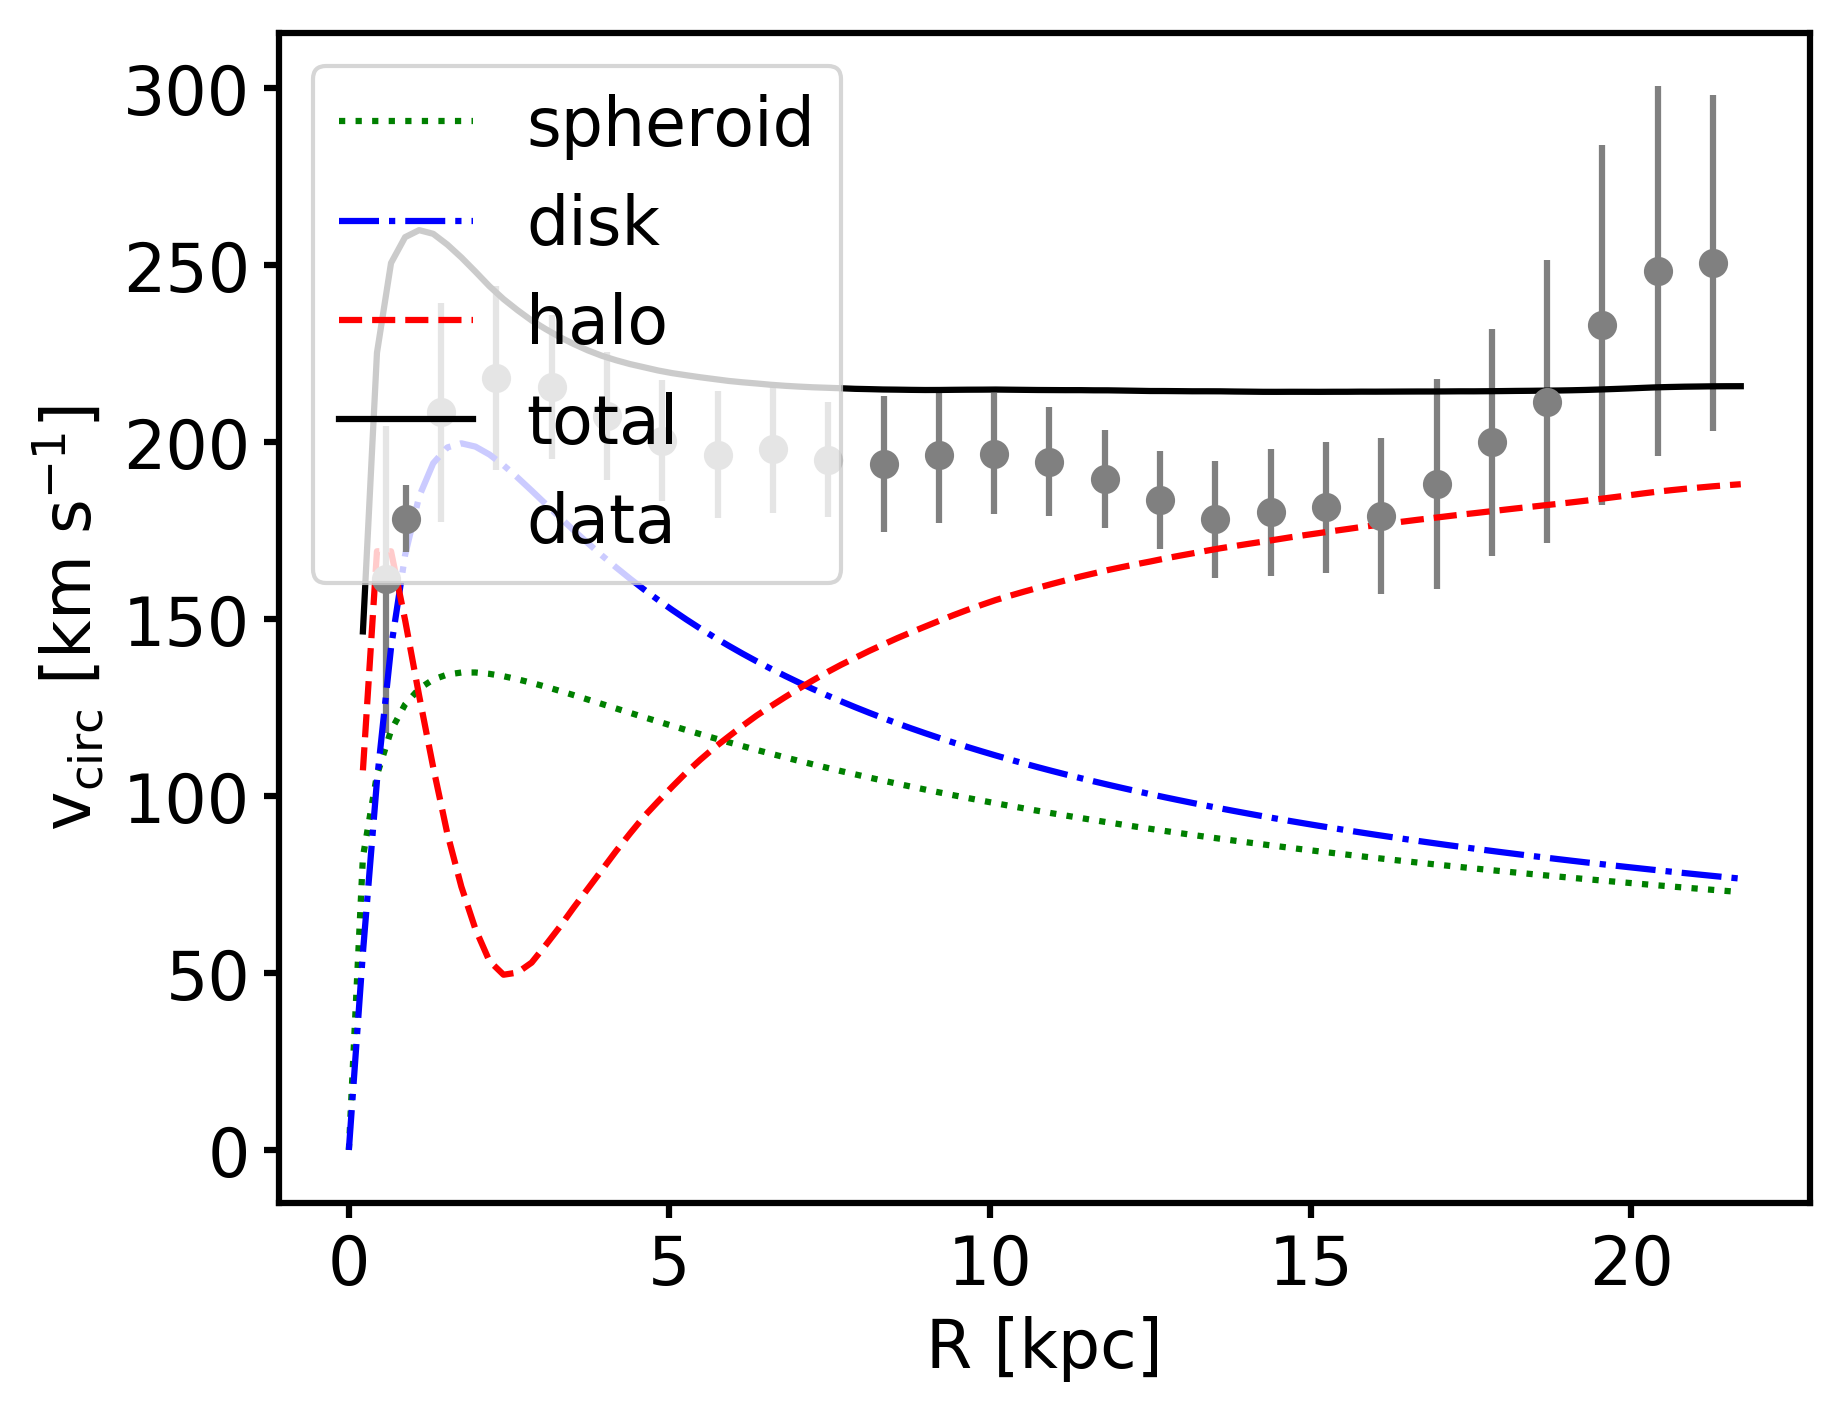 300
250
200
150
100
50
0
v_circ [km s⁻¹]
spheroid
disk
halo
total
data
0 5 10 15 20
R [kpc]